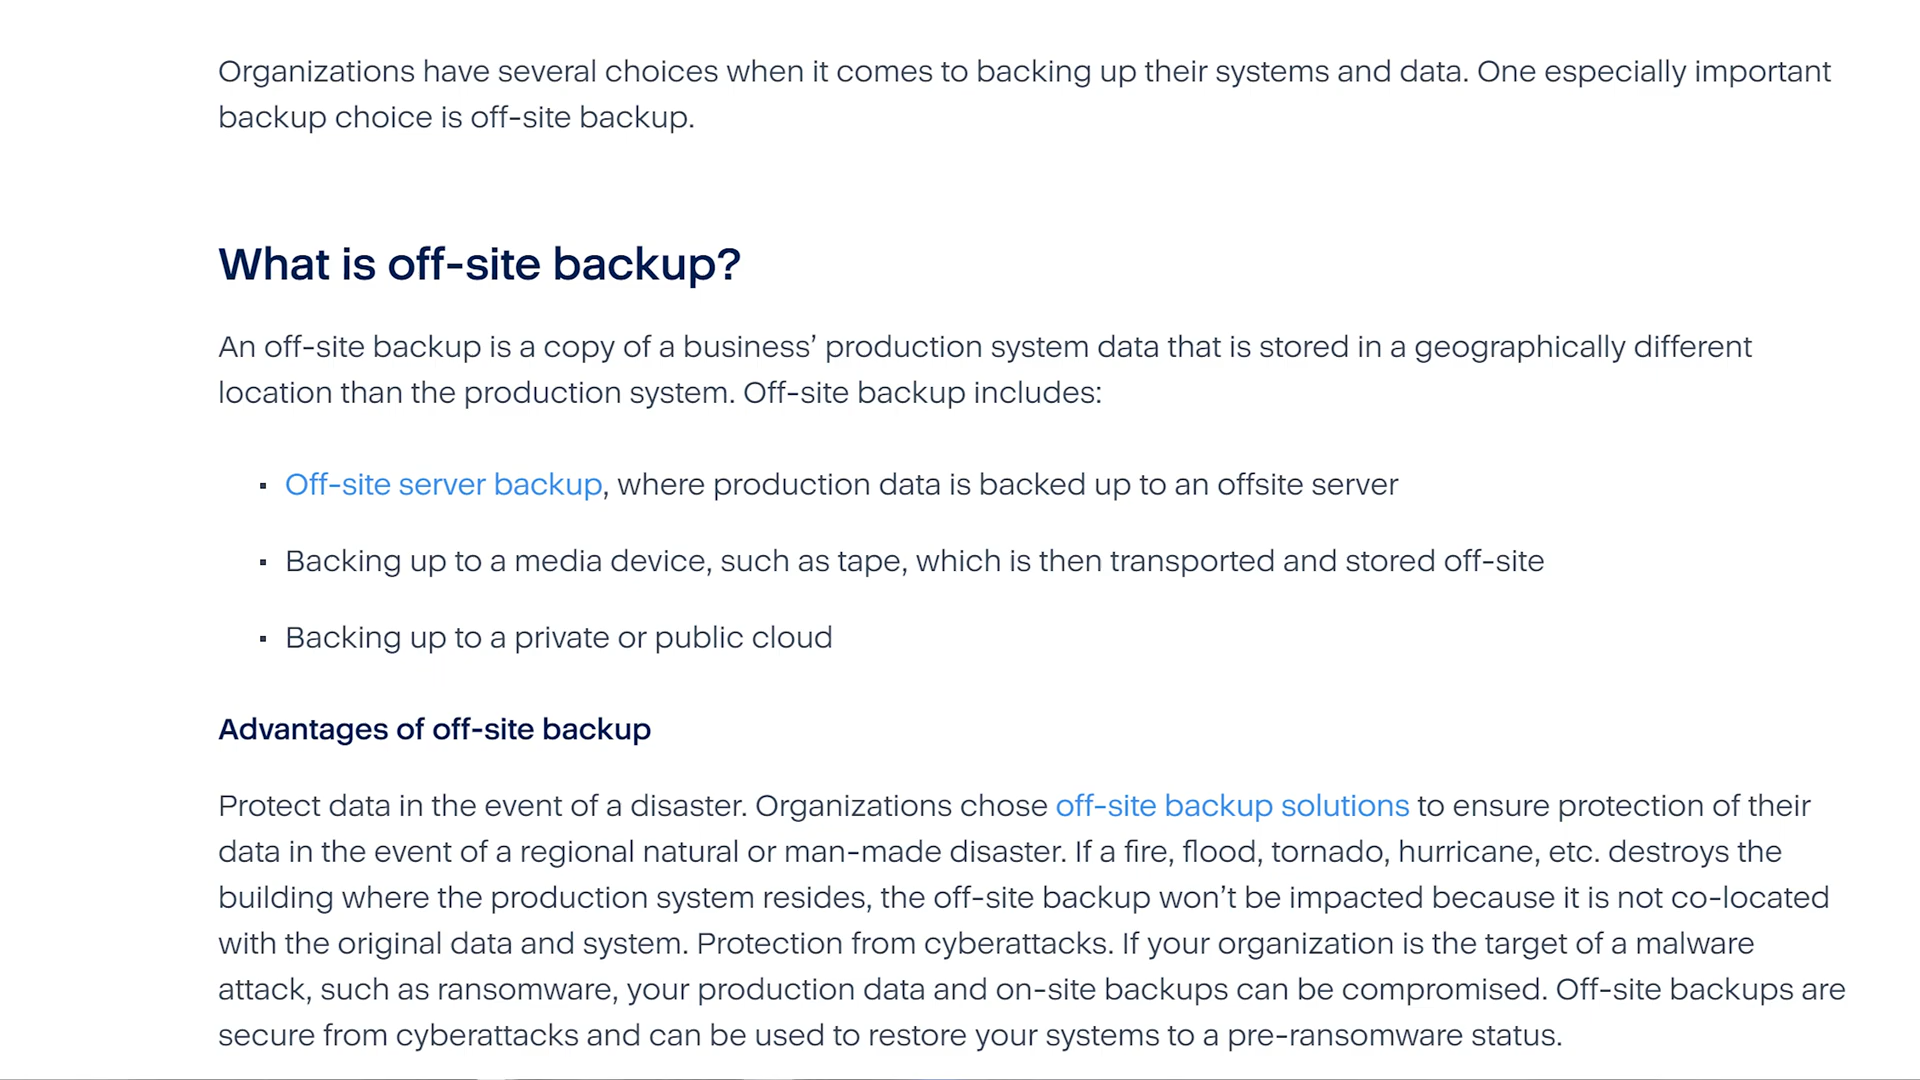 Organizations have several choices when it comes to backing up their systems and data. One especially important
backup choice is off-site backup.
What is off-site backup?
An off-site backup is a copy of a business’ production system data that is stored in a geographically different
location than the production system. Off-site backup includes:
▪ Off-site server backup, where production data is backed up to an offsite server
▪ Backing up to a media device, such as tape, which is then transported and stored off-site
▪ Backing up to a private or public cloud
Advantages of off-site backup
Protect data in the event of a disaster. Organizations chose off-site backup solutions to ensure protection of their
data in the event of a regional natural or man-made disaster. If a fire, flood, tornado, hurricane, etc. destroys the
building where the production system resides, the off-site backup won’t be impacted because it is not co-located
with the original data and system. Protection from cyberattacks. If your organization is the target of a malware
attack, such as ransomware, your production data and on-site backups can be compromised. Off-site backups are
secure from cyberattacks and can be used to restore your systems to a pre-ransomware status.